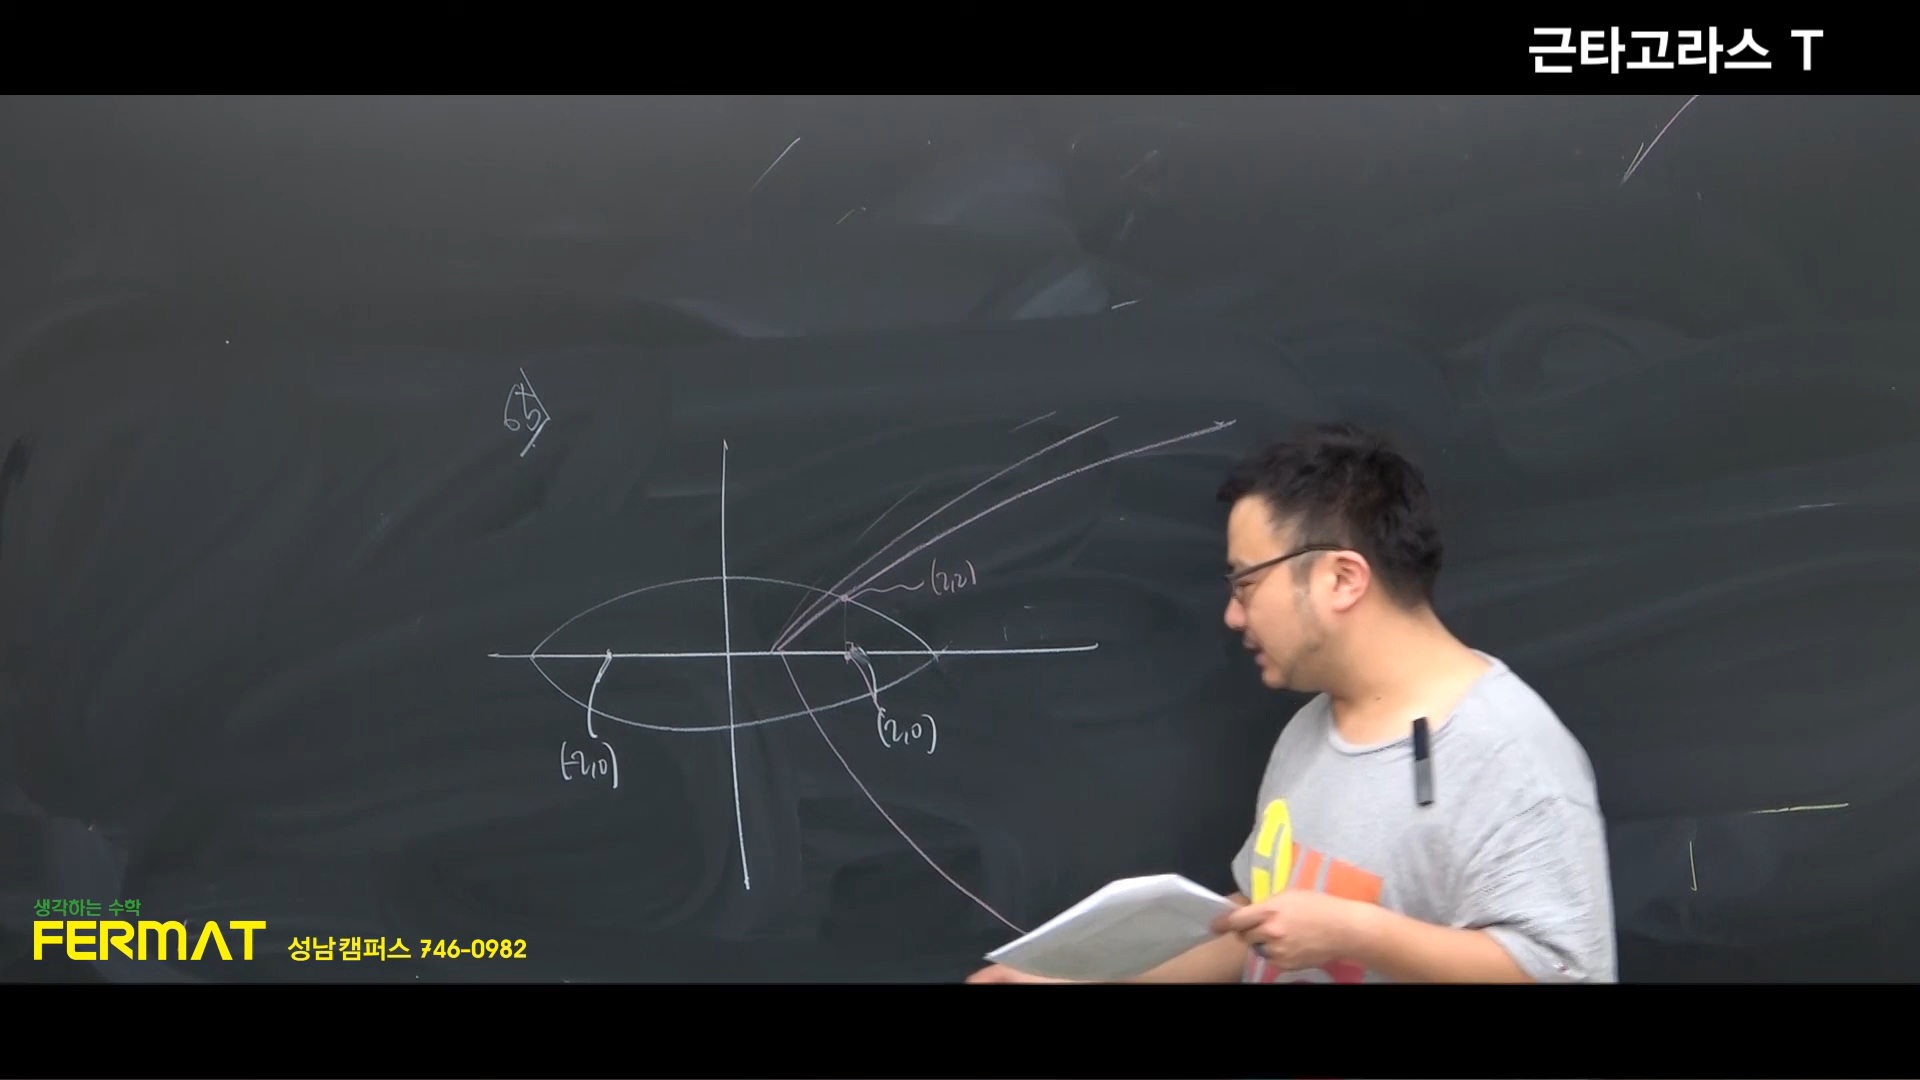 근타고라스 T
(2,2)
(2,0)
(-2,0)
생각하는 수학
FERMAT 성남캠퍼스 746-0982